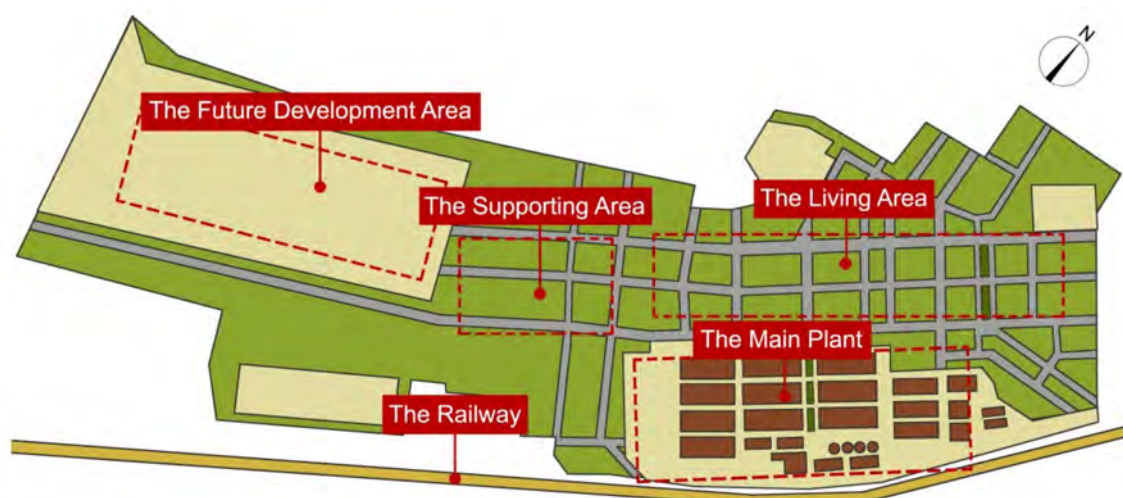 N
The Future Development Area
The Supporting Area
The Living Area
The Main Plant
The Railway